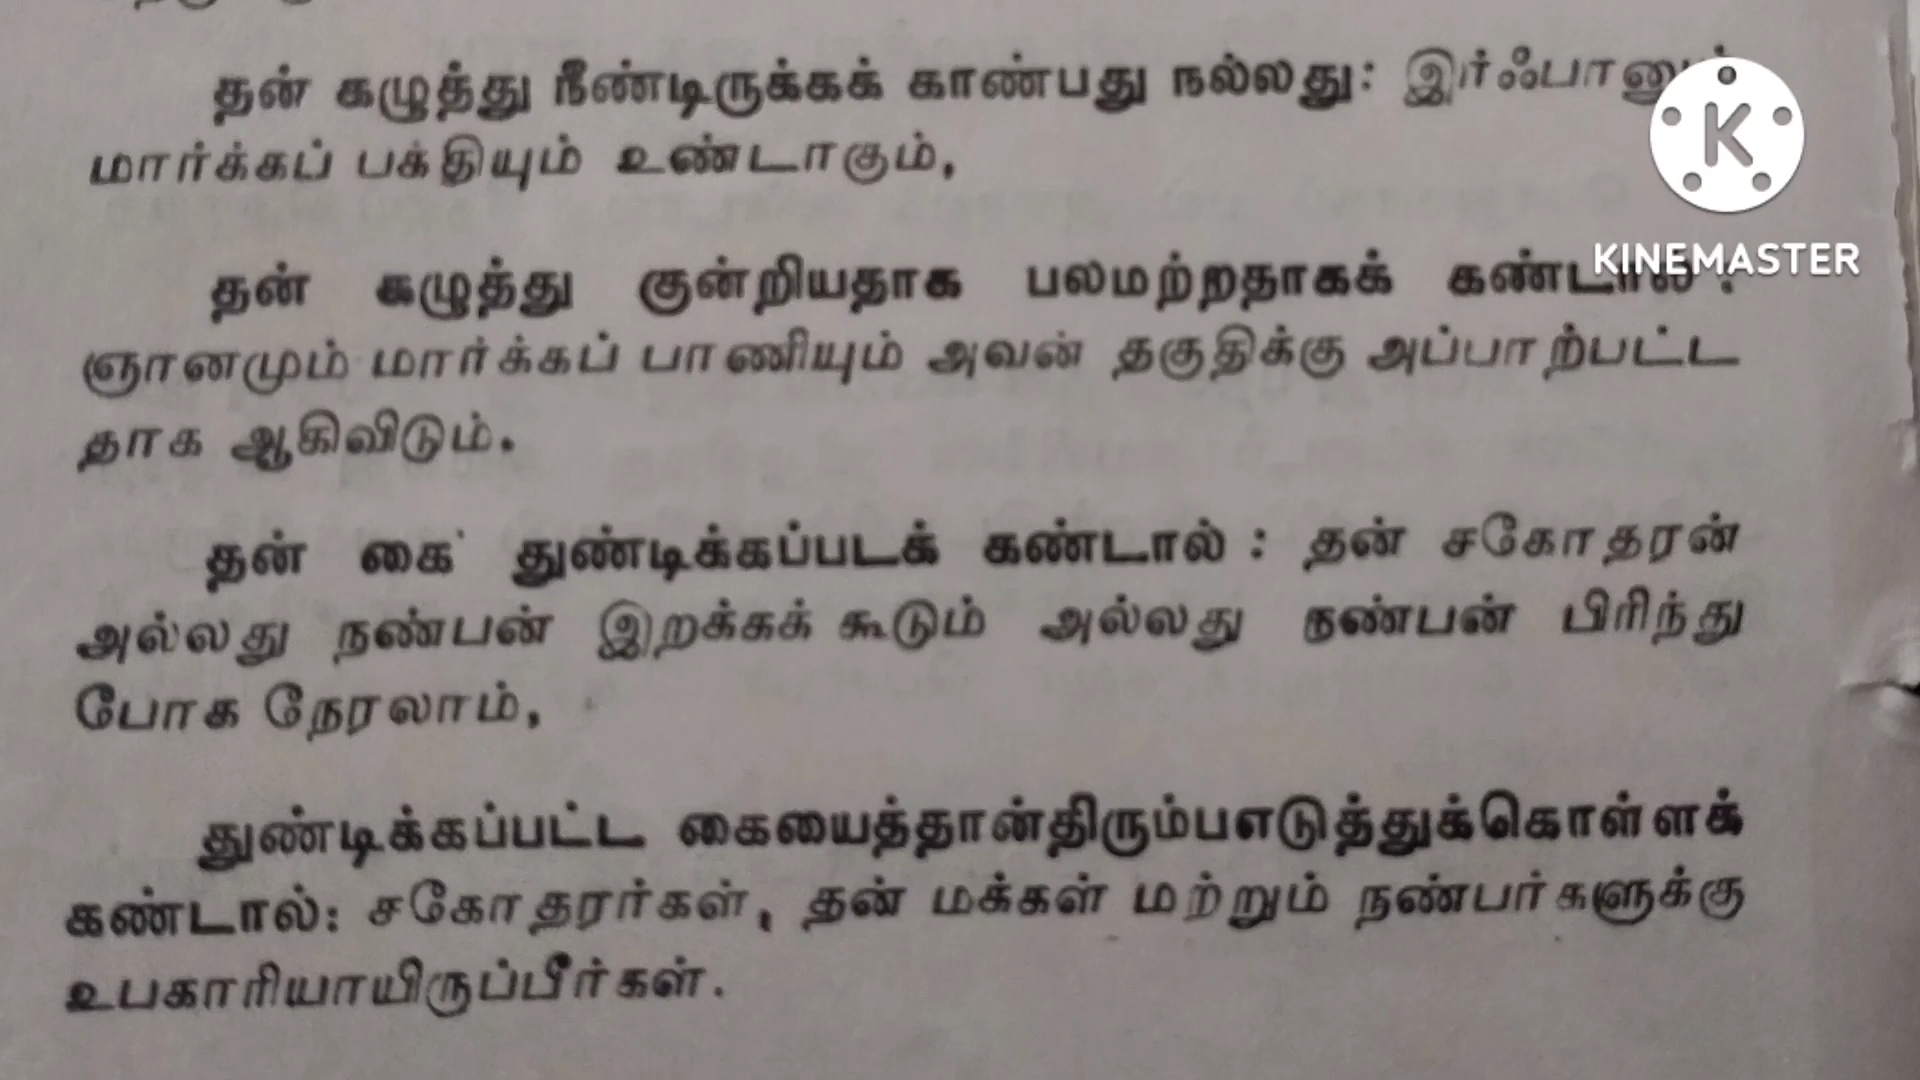 தன் கழுத்து நீண்டிருக்கக் காண்பது நல்லது: இர்ஃபானும்
மார்க்கப் பக்தியும் உண்டாகும்,
தன் கழுத்து குன்றியதாக பலமற்றதாகக் கண்டால் :
ஞானமும் மார்க்கப் பாணியும் அவன் தகுதிக்கு அப்பாற்பட்ட
தாக ஆகிவிடும்.
தன் கை துண்டிக்கப்படக் கண்டால் : தன் சகோதரன்
அல்லது நண்பன் இறக்கக் கூடும் அல்லது நண்பன் பிரிந்து
போக நேரலாம்,
துண்டிக்கப்பட்ட கையைத்தான்திரும்பஎடுத்துக்கொள்ளக்
கண்டால்: சகோதரர்கள், தன் மக்கள் மற்றும் நண்பர்களுக்கு
உபகாரியாயிருப்பீர்கள்.
K
KINEMASTER